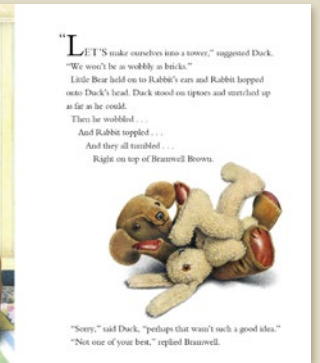 “LET’S make ourselves into a tower,” suggested Duck.
“We won’t be as wobbly as bricks.”
Little Bear held on to Rabbit’s ears and Rabbit hopped
onto Duck’s head. Duck stood on tiptoes and stretched up
as far as he could.
Then he wobbled . . .
And Rabbit toppled . . .
And they all tumbled . . .
Right on top of Bramwell Brown.
“Sorry,” said Duck, “perhaps that wasn’t such a good idea.”
“Not one of your best,” replied Bramwell.